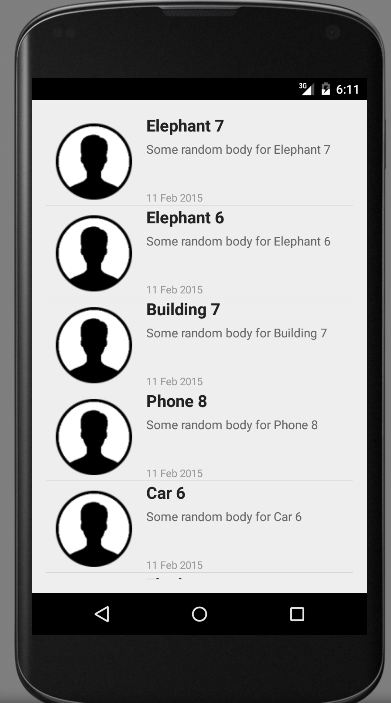 3G 6:11
Elephant 7
Some random body for Elephant 7
11 Feb 2015
Elephant 6
Some random body for Elephant 6
11 Feb 2015
Building 7
Some random body for Building 7
11 Feb 2015
Phone 8
Some random body for Phone 8
11 Feb 2015
Car 6
Some random body for Car 6
11 Feb 2015